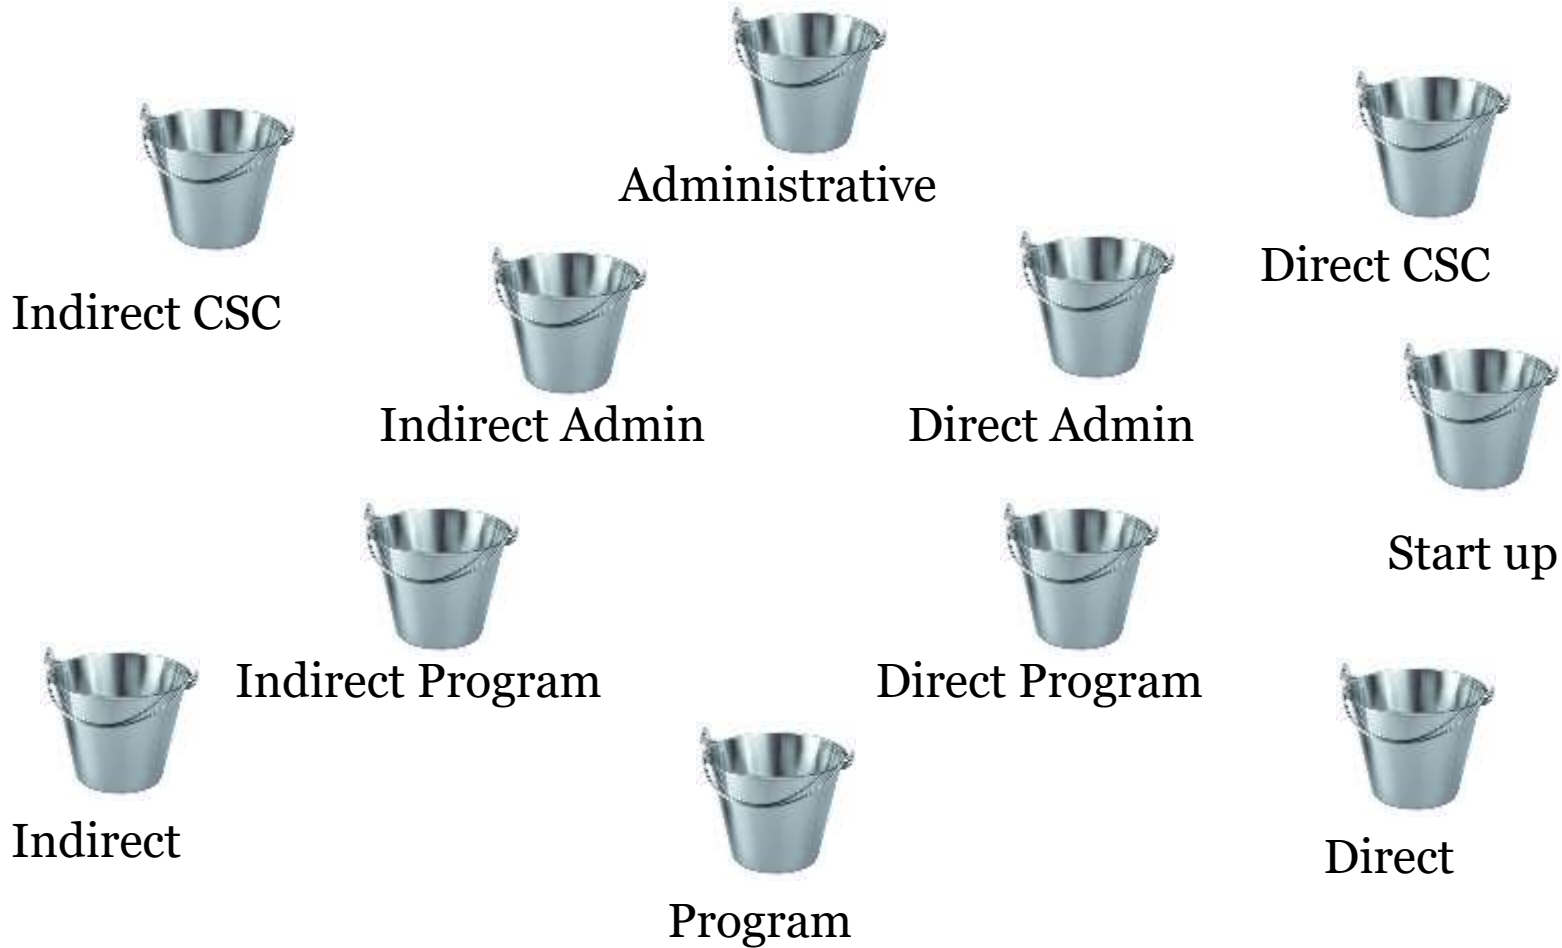 Administrative
Direct CSC
Indirect CSC
Indirect Admin
Direct Admin
Start up
Indirect Program
Direct Program
Indirect
Direct
Program